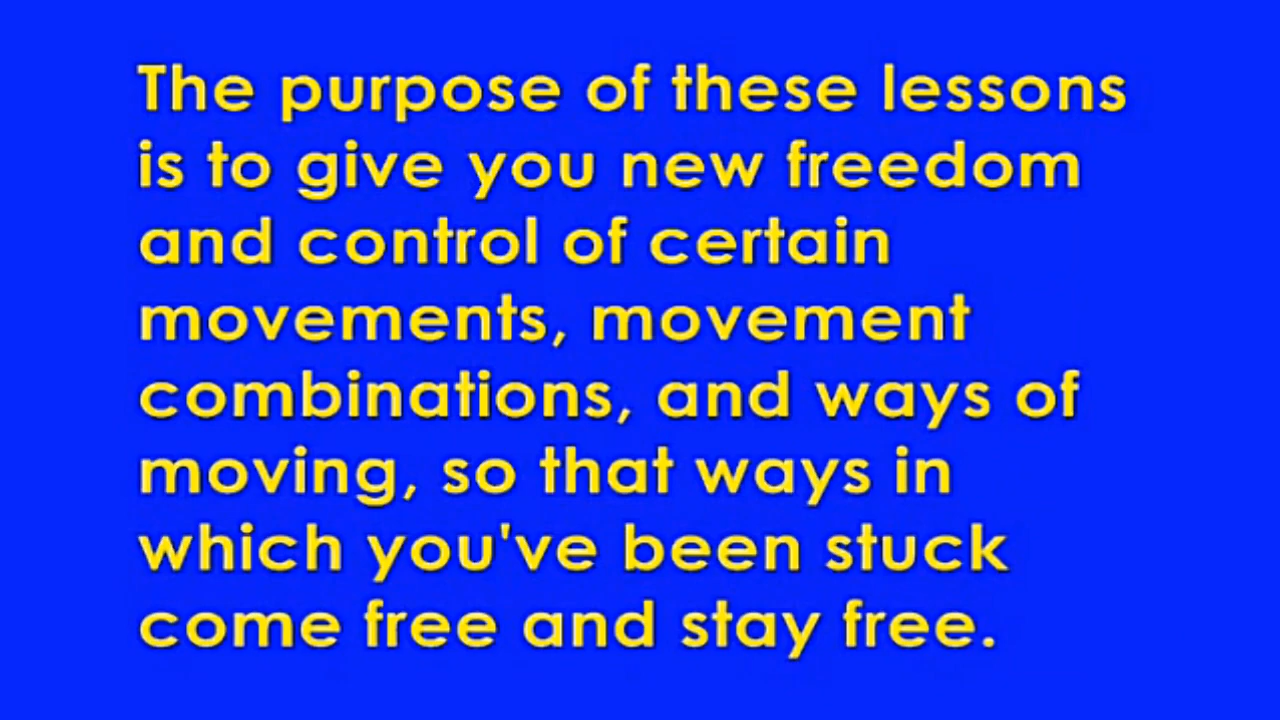 The purpose of these lessons
is to give you new freedom
and control of certain
movements, movement
combinations, and ways of
moving, so that ways in
which you've been stuck
come free and stay free.